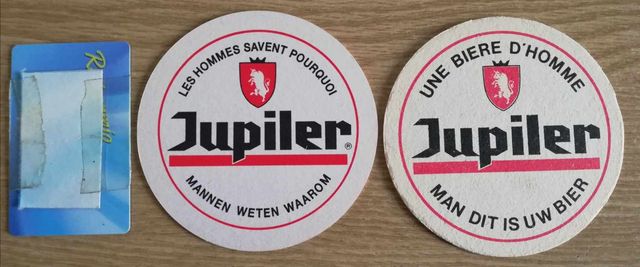 LES HOMMES SAVENT POURQUOI
Jupiler®
MANNEN WETEN WAAROM
UNE BIERE D'HOMME
Jupiler
MAN DIT IS UW BIER